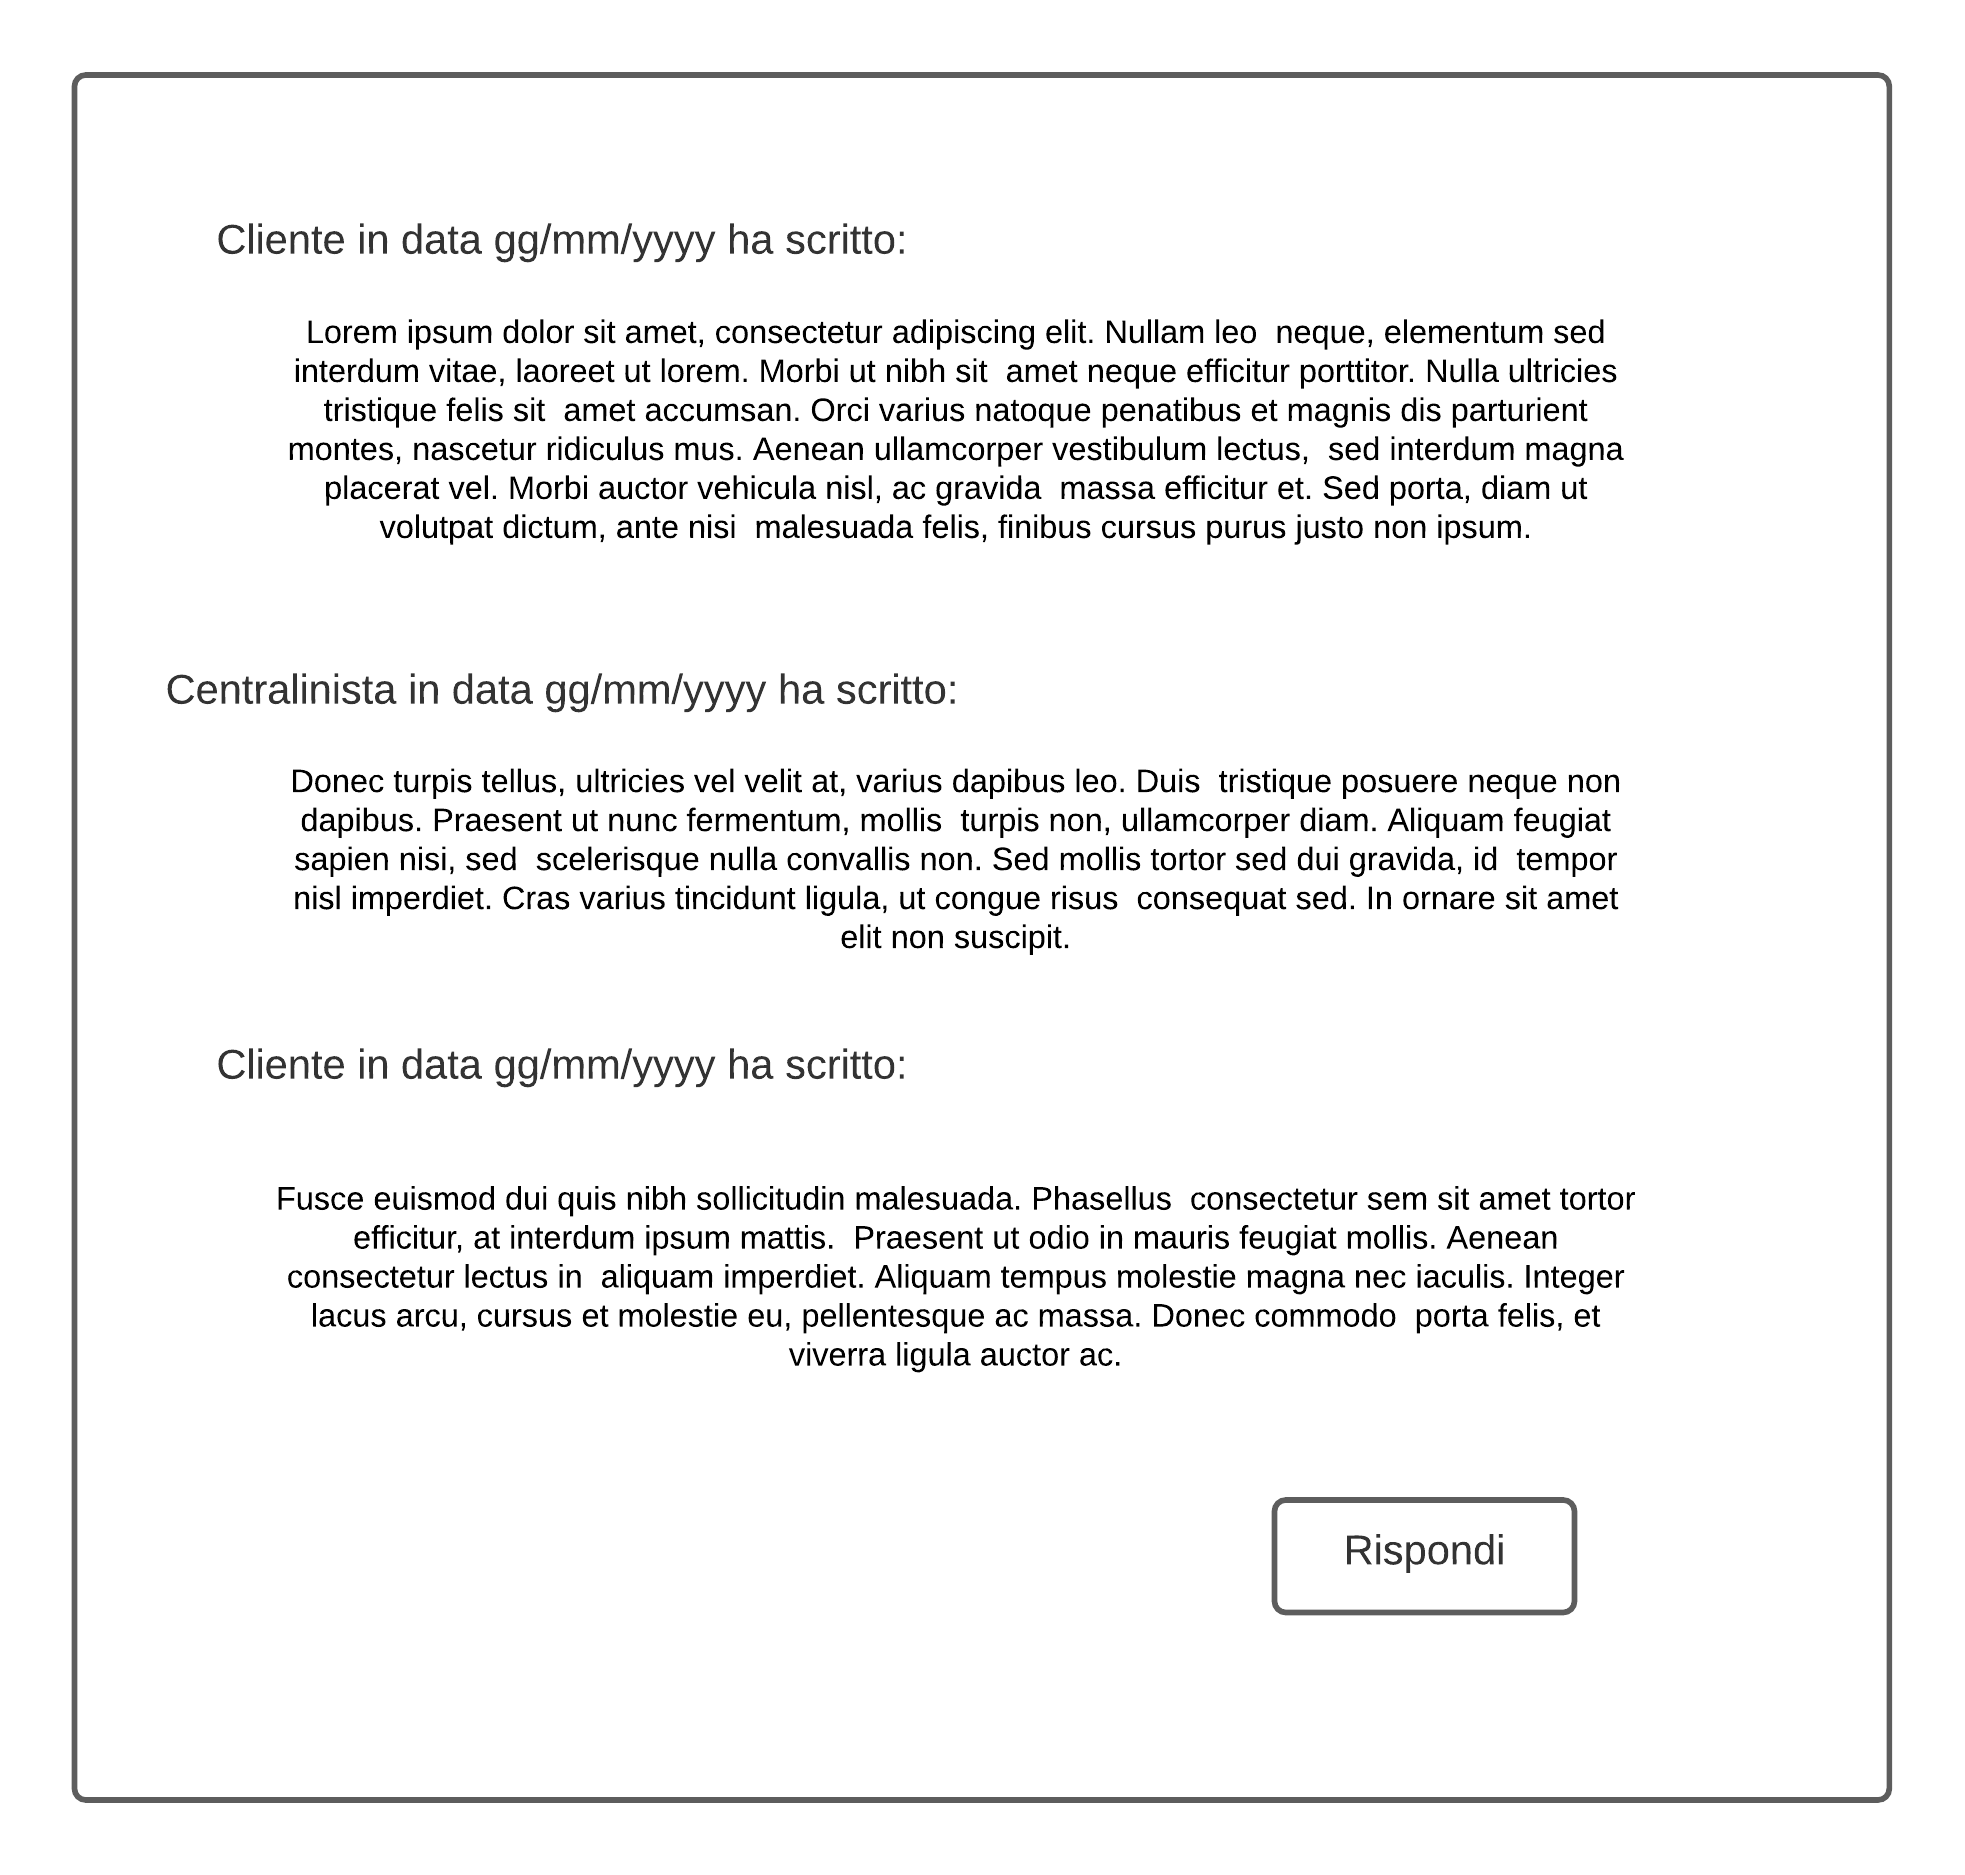 Cliente in data gg/mm/yyyy ha scritto:
Lorem ipsum dolor sit amet, consectetur adipiscing elit. Nullam leo  neque, elementum sed
interdum vitae, laoreet ut lorem. Morbi ut nibh sit  amet neque efficitur porttitor. Nulla ultricies
tristique felis sit  amet accumsan. Orci varius natoque penatibus et magnis dis parturient
montes, nascetur ridiculus mus. Aenean ullamcorper vestibulum lectus,  sed interdum magna
placerat vel. Morbi auctor vehicula nisl, ac gravida  massa efficitur et. Sed porta, diam ut
volutpat dictum, ante nisi  malesuada felis, finibus cursus purus justo non ipsum.
Centralinista in data gg/mm/yyyy ha scritto:
Donec turpis tellus, ultricies vel velit at, varius dapibus leo. Duis  tristique posuere neque non
dapibus. Praesent ut nunc fermentum, mollis  turpis non, ullamcorper diam. Aliquam feugiat
sapien nisi, sed  scelerisque nulla convallis non. Sed mollis tortor sed dui gravida, id  tempor
nisl imperdiet. Cras varius tincidunt ligula, ut congue risus  consequat sed. In ornare sit amet
elit non suscipit.
Cliente in data gg/mm/yyyy ha scritto:
Fusce euismod dui quis nibh sollicitudin malesuada. Phasellus  consectetur sem sit amet tortor
efficitur, at interdum ipsum mattis.  Praesent ut odio in mauris feugiat mollis. Aenean
consectetur lectus in  aliquam imperdiet. Aliquam tempus molestie magna nec iaculis. Integer
lacus arcu, cursus et molestie eu, pellentesque ac massa. Donec commodo  porta felis, et
viverra ligula auctor ac.
Rispondi